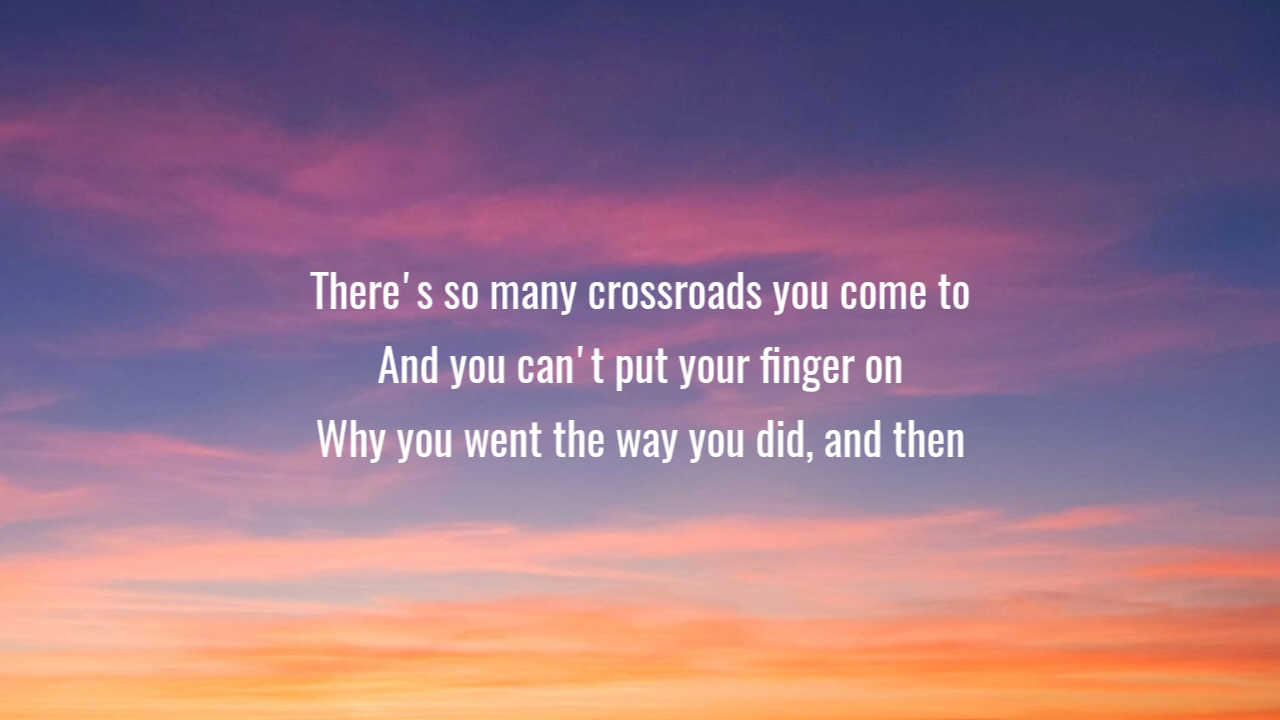 There's so many crossroads you come to
And you can't put your finger on
Why you went the way you did, and then